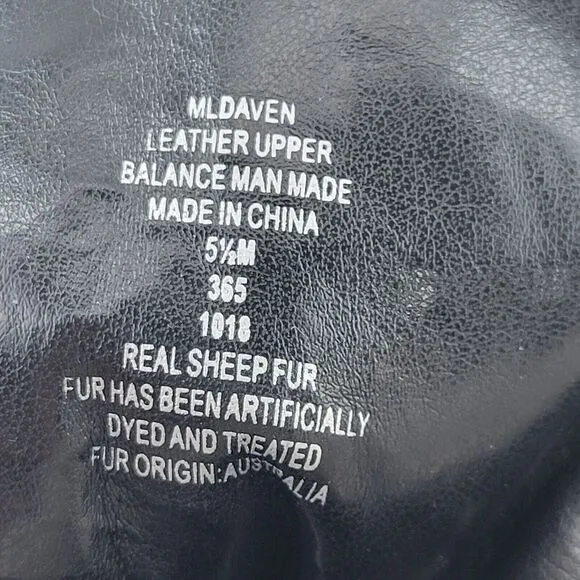 MLDAVEN
LEATHER UPPER
BALANCE MAN MADE
MADE IN CHINA
5½M
365
1018
REAL SHEEP FUR
FUR HAS BEEN ARTIFICIALLY
DYED AND TREATED
FUR ORIGIN:AUSTRALIA